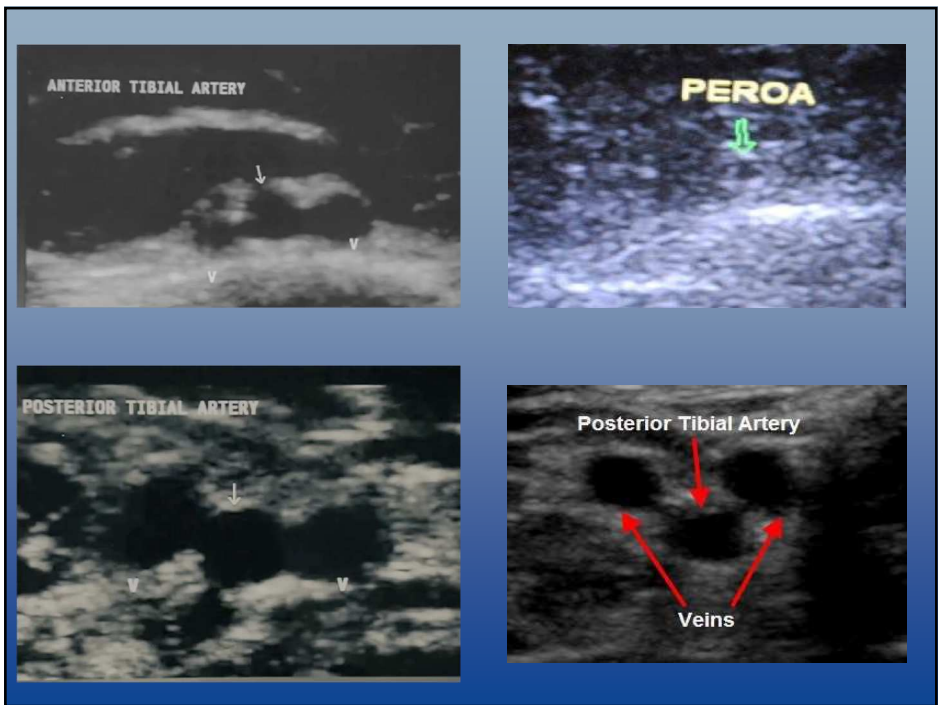 ANTERIOR TIBIAL ARTERY
V
V
PEROA
POSTERIOR TIBIAL ARTERY
V
V
Posterior Tibial Artery
Veins